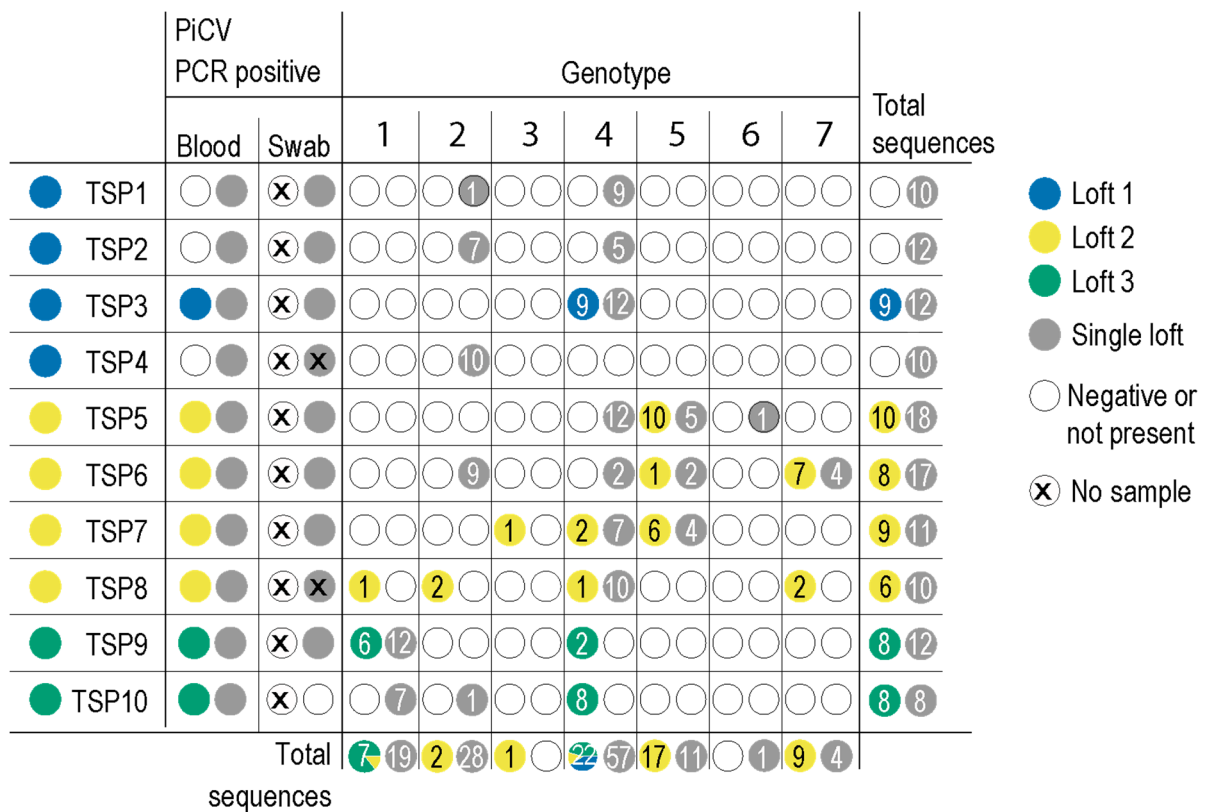 PiCV
PCR positive
Genotype
Total
sequences
Blood Swab 1 2 3 4 5 6 7
TSP1 x 1 9 10
TSP2 x 7 5 12
TSP3 x 9 12 9 12
TSP4 x x 10 10
TSP5 x 12 10 5 1 10 18
TSP6 x 9 2 1 2 7 4 8 17
TSP7 x 1 2 7 6 4 9 11
TSP8 x x 1 2 1 10 2 6 10
TSP9 x 6 12 2 8 12
TSP10 x 7 1 8 8 8
Total 7 19 2 28 1 22 57 17 11 1 9 4
sequences
Loft 1
Loft 2
Loft 3
Single loft
Negative or
not present
x No sample